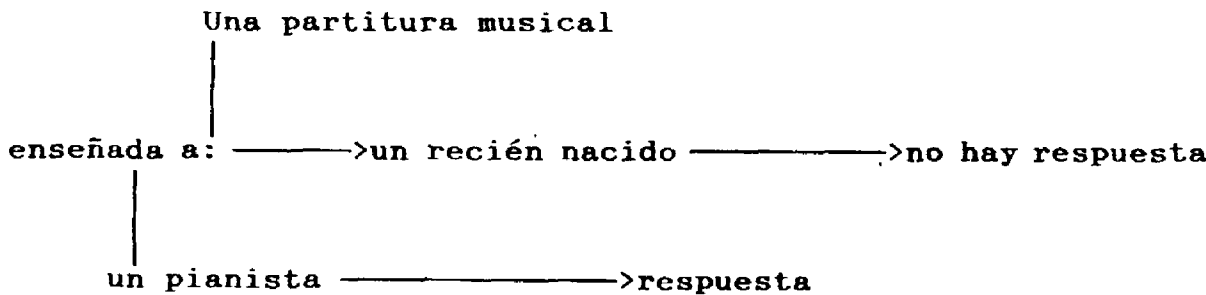 Una partitura musical
enseñada a: >un recién nacido >no hay respuesta
un pianista >respuesta